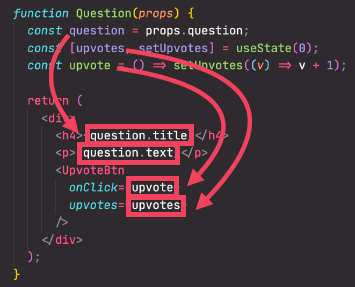 function Question(props) {
const question = props.question;
const [upvotes, setUpvotes] = useState(0);
const upvote = () => setUpvotes((v) => v + 1);
return (
<div>
<h4> question.title </h4>
<p> question.text </p>
<UpvoteBtn
onClick= upvote
upvotes= upvotes
/>
</div>
);
}